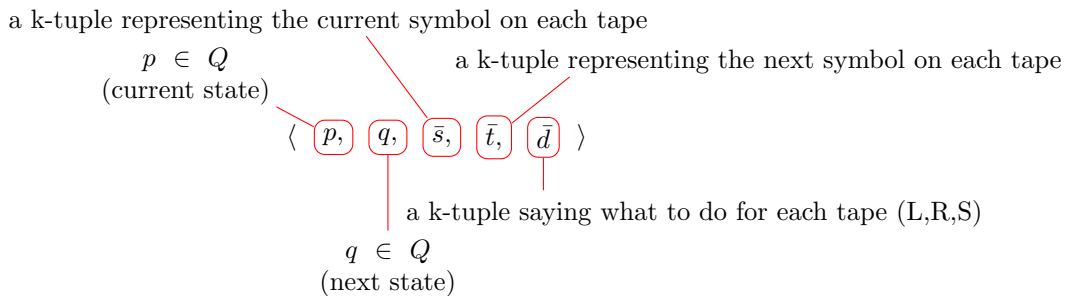 a k-tuple representing the current symbol on each tape
p ∈ Q
(current state)
a k-tuple representing the next symbol on each tape
⟨ p, q, s̄, t̄, d̄ ⟩
a k-tuple saying what to do for each tape (L,R,S)
q ∈ Q
(next state)